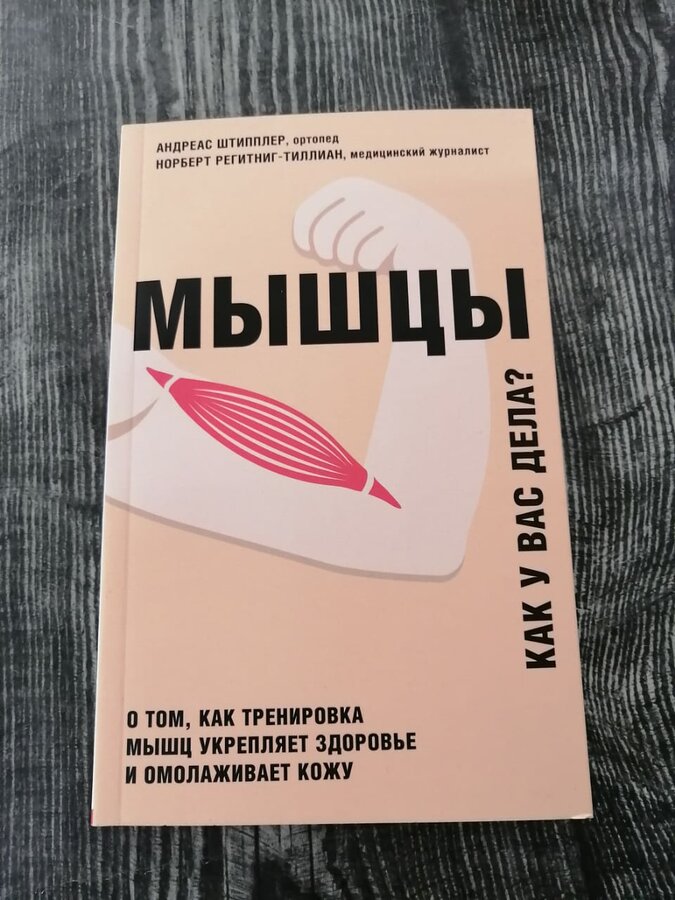 АНДРЕАС ШТИППЛЕР, ортопед
НОРБЕРТ РЕГИТНИГ-ТИЛЛИАН, медицинский журналист
МЫШЦЫ
КАК У ВАС ДЕЛА?
О ТОМ, КАК ТРЕНИРОВКА
МЫШЦ УКРЕПЛЯЕТ ЗДОРОВЬЕ
И ОМОЛАЖИВАЕТ КОЖУ